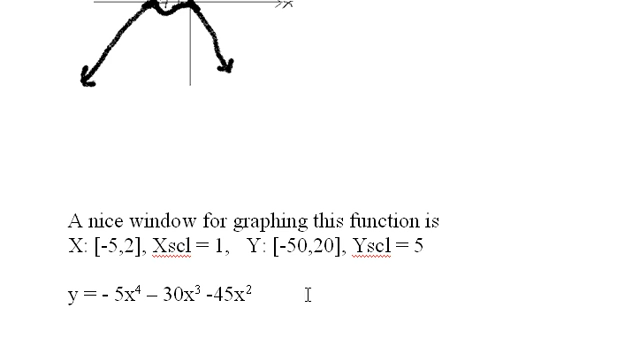 x
A nice window for graphing this function is
X: [-5,2], Xscl = 1, Y: [-50,20], Yscl = 5
y = - 5x⁴ – 30x³ -45x²